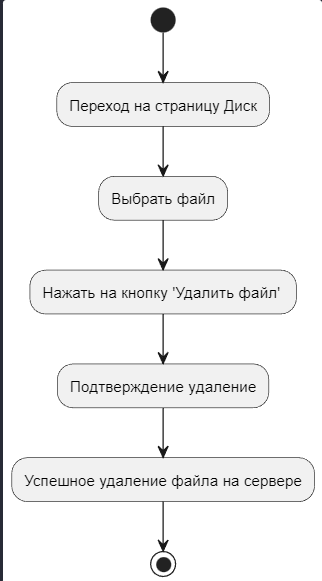 Переход на страницу Диск
Выбрать файл
Нажать на кнопку 'Удалить файл'
Подтверждение удаление
Успешное удаление файла на сервере